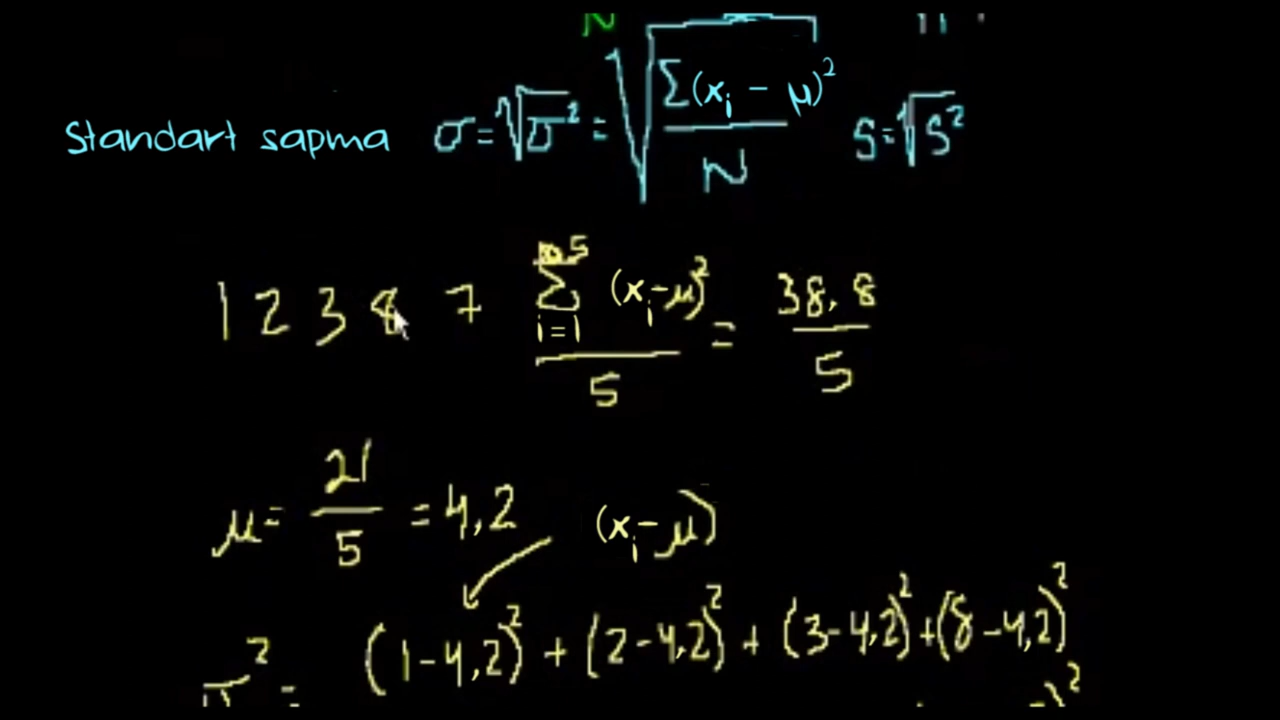 Standart sapma σ = √σ² = √(Σ(xᵢ - μ)² / N) S = √S²
1 2 3 8 7 5 Σ i = 1 (xᵢ - μ)² / 5 = 38,8 / 5
μ = 21 / 5 = 4,2 (xᵢ - μ)
σ² = (1 - 4,2)² + (2 - 4,2)² + (3 - 4,2)² + (8 - 4,2)²